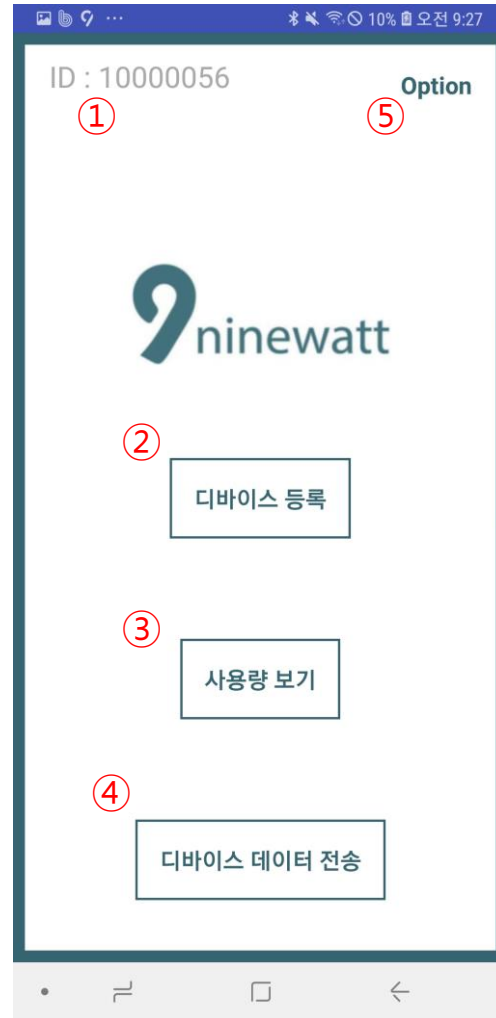 10% 오전 9:27
ID : 10000056
Option
① ⑤
9 ninewatt
②
디바이스 등록
③
사용량 보기
④
디바이스 데이터 전송